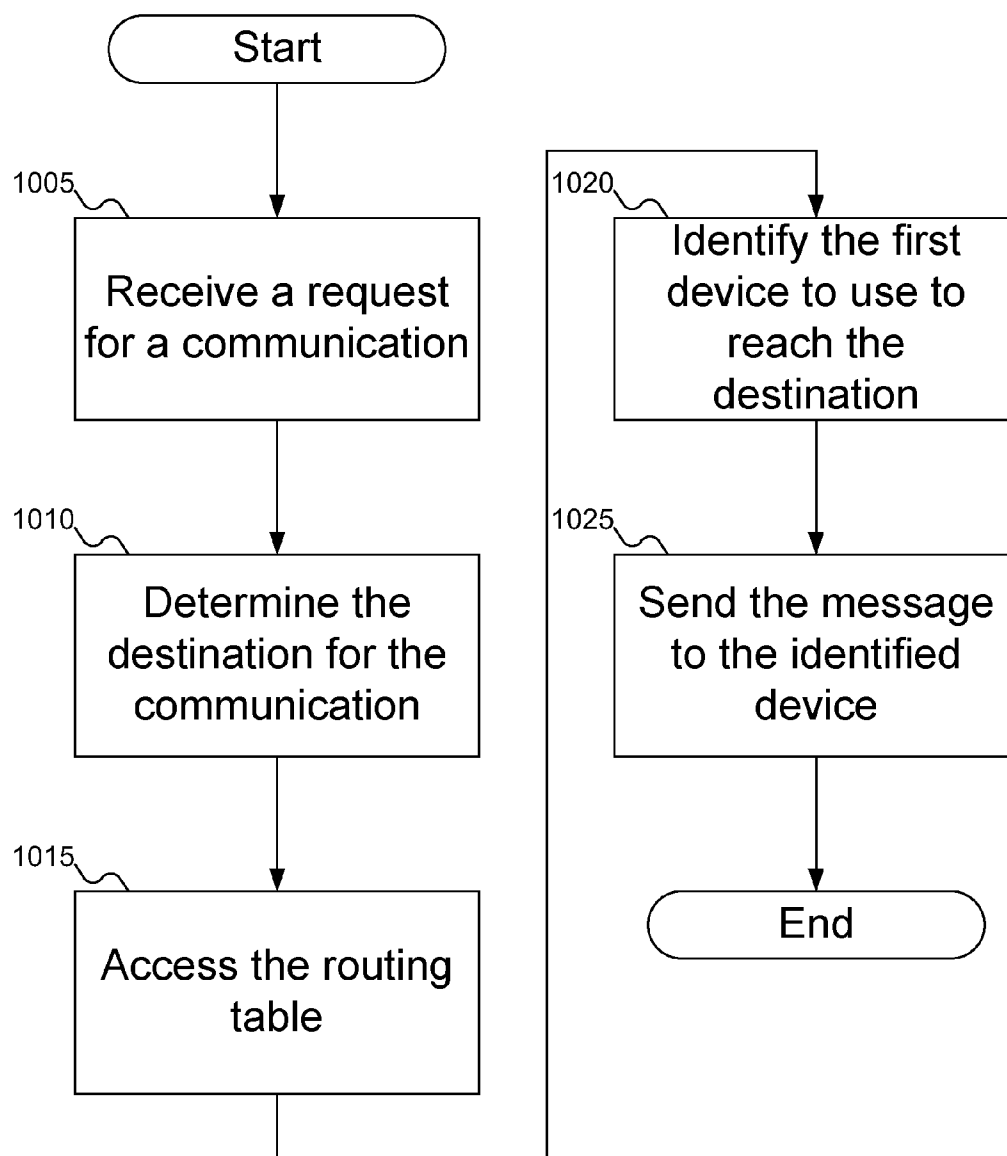 Start
1005
Receive a request
for a communication
1010
Determine the
destination for the
communication
1015
Access the routing
table
1020
Identify the first
device to use to
reach the
destination
1025
Send the message
to the identified
device
End